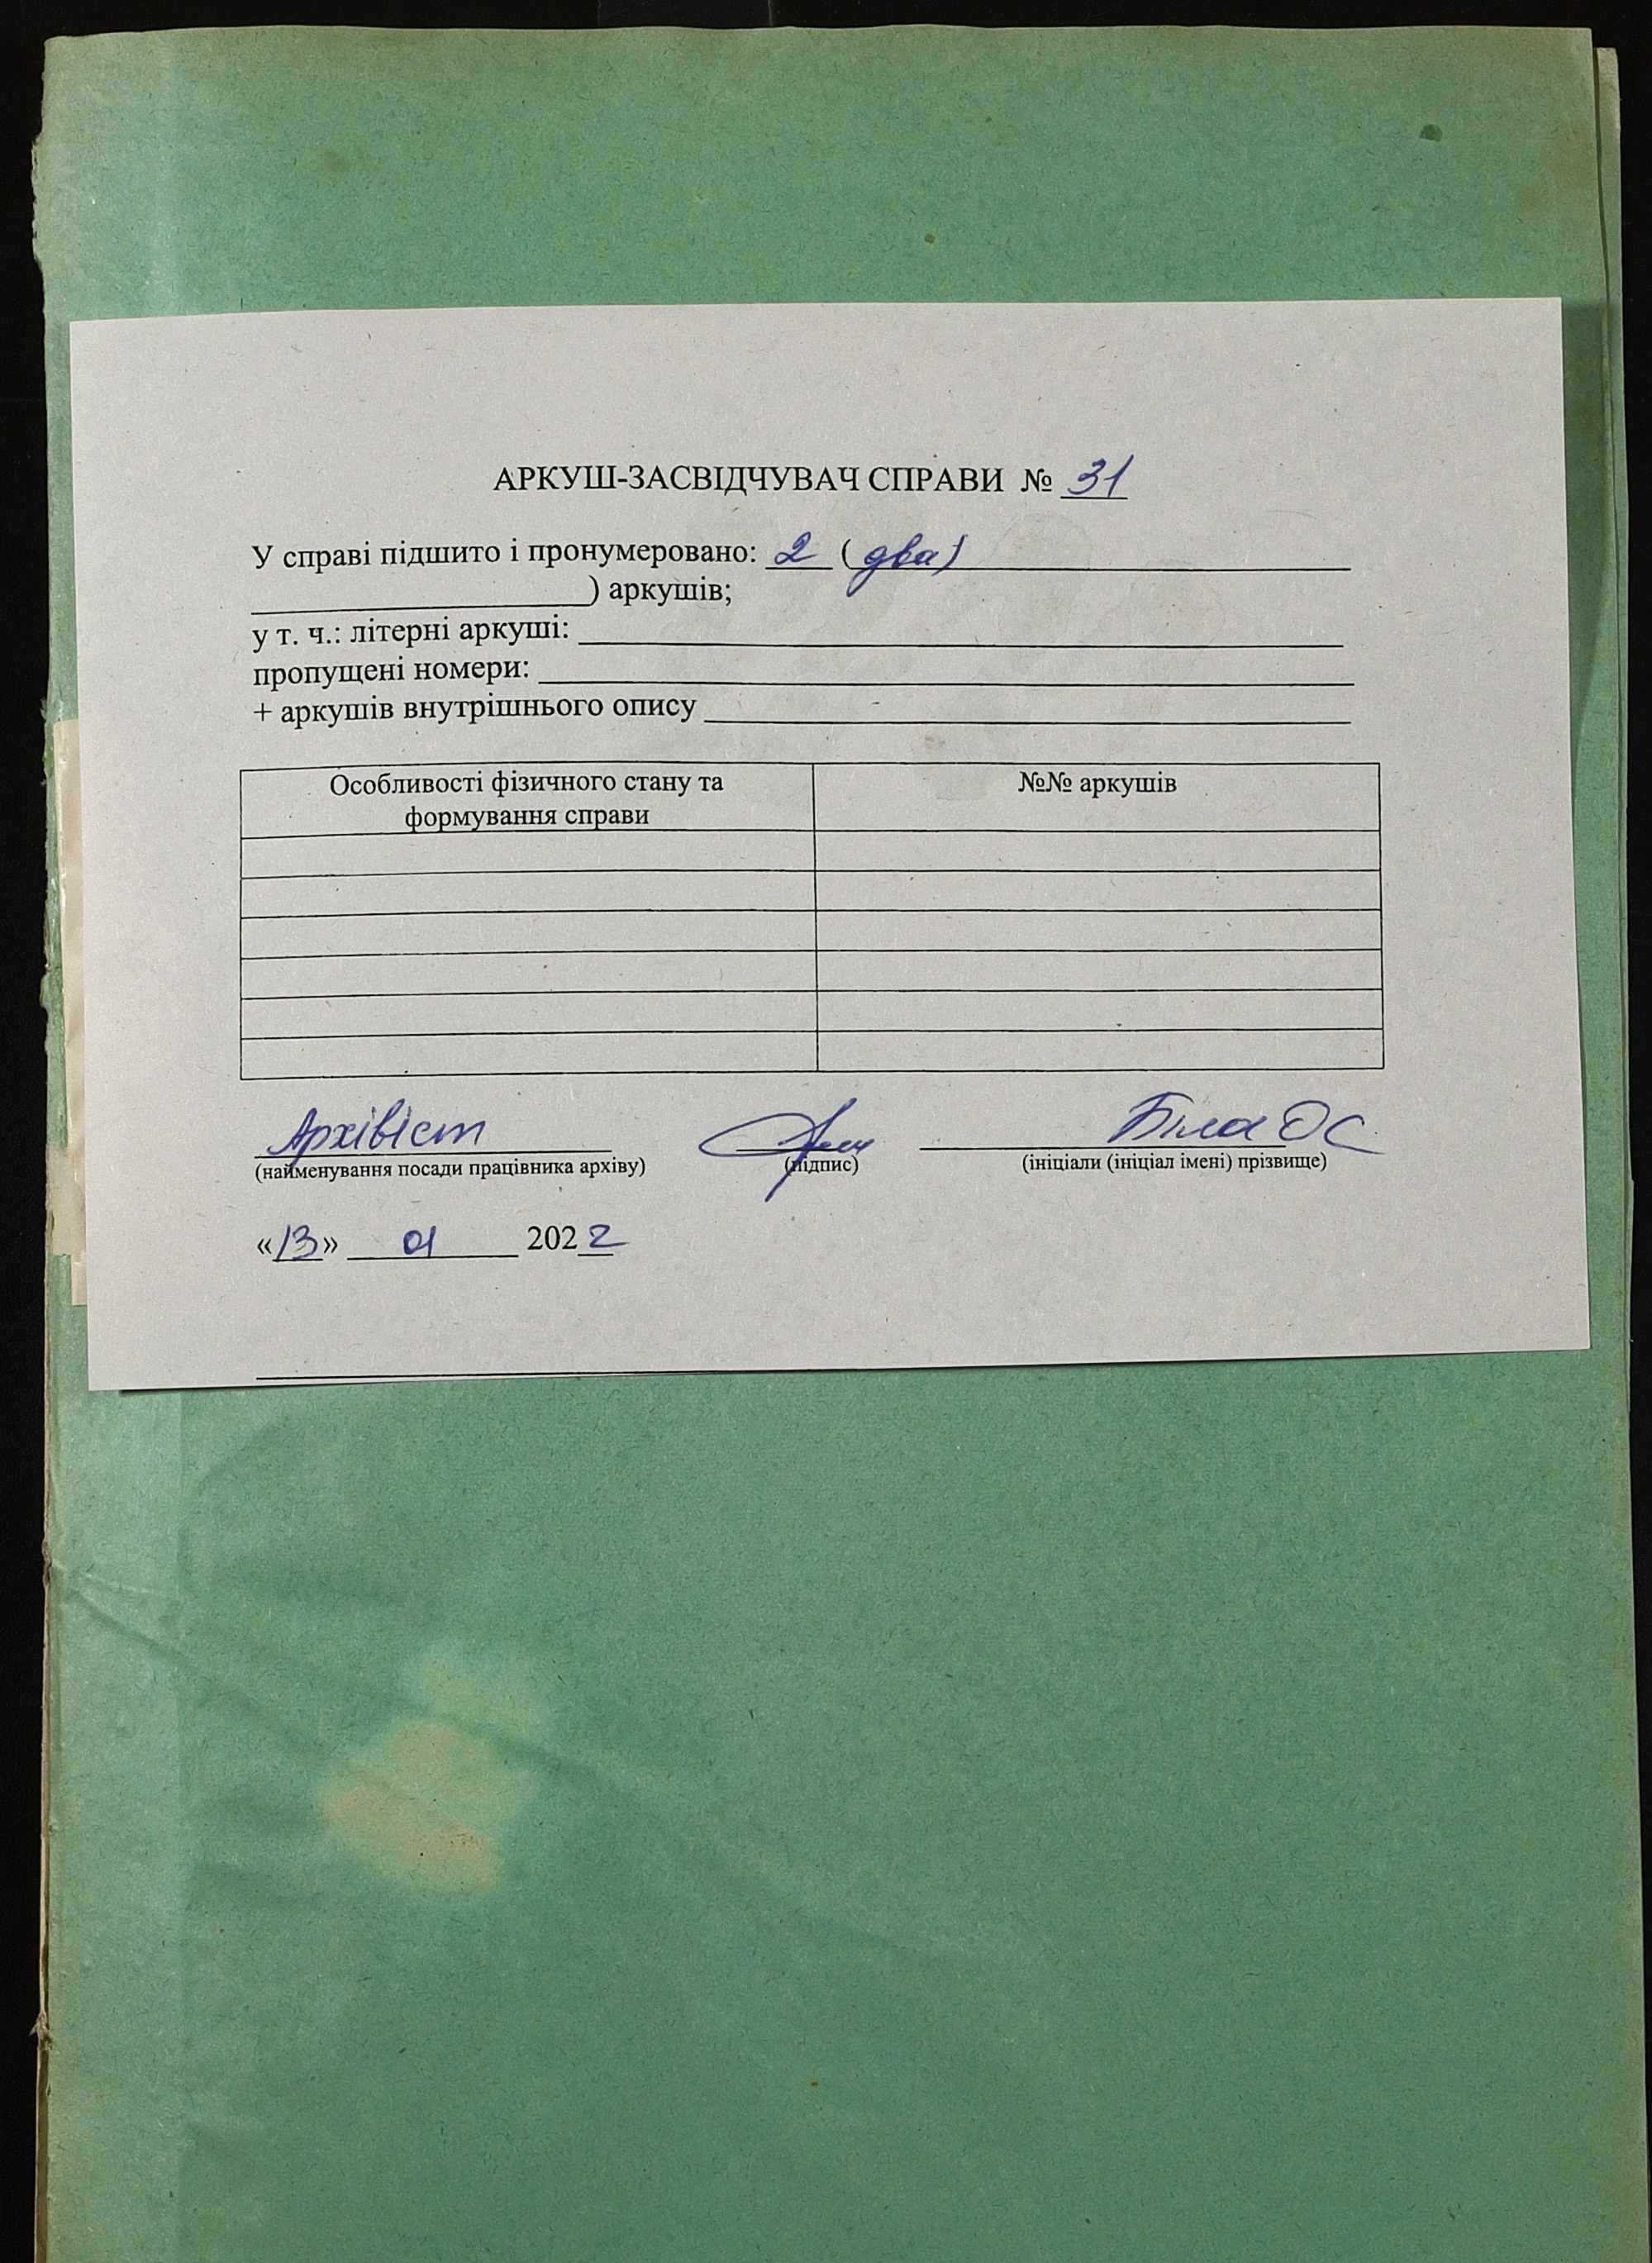 АРКУШ-ЗАСВІДЧУВАЧ СПРАВИ № 31
У справі підшито і пронумеровано: 2 (два)
) аркушів;
у т. ч.: літерні аркуші:
пропущені номери:
+ аркушів внутрішнього опису
Особливості фізичного стану та
формування справи
№№ аркушів
Архівіст Біла ОС
(найменування посади працівника архіву) (підпис) (ініціали (ініціал імені) прізвище)
«13» 01 2022